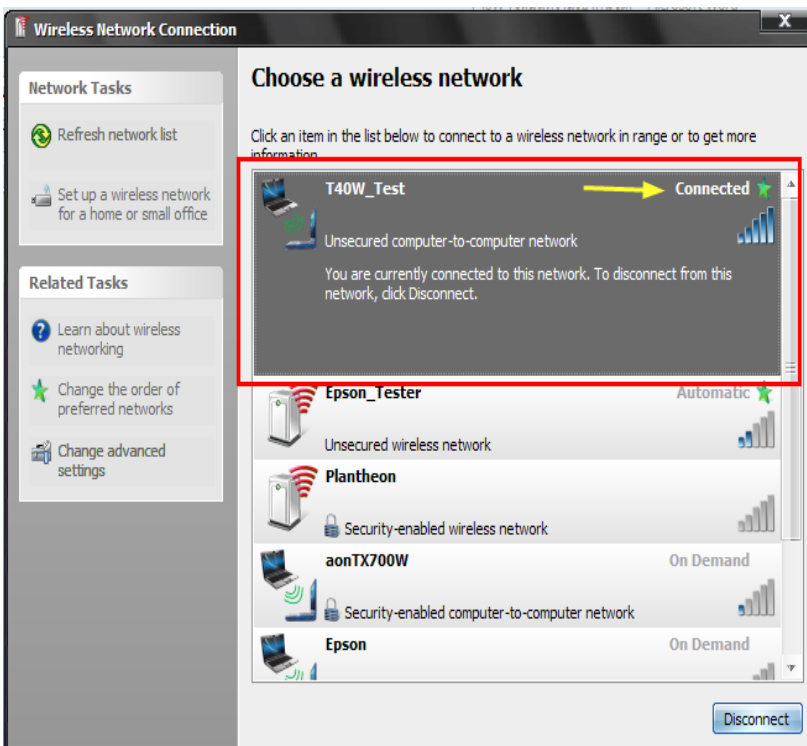 Wireless Network Connection
X
Network Tasks
Refresh network list
Set up a wireless network
for a home or small office
Related Tasks
Learn about wireless
networking
Change the order of
preferred networks
Change advanced
settings
Choose a wireless network
Click an item in the list below to connect to a wireless network in range or to get more
information
T40W_Test
Connected
Unsecured computer-to-computer network
You are currently connected to this network. To disconnect from this
network, click Disconnect.
Epson_Tester
Automatic
Unsecured wireless network
Plantheon
Security-enabled wireless network
aonTX700W
On Demand
Security-enabled computer-to-computer network
Epson
On Demand
Disconnect